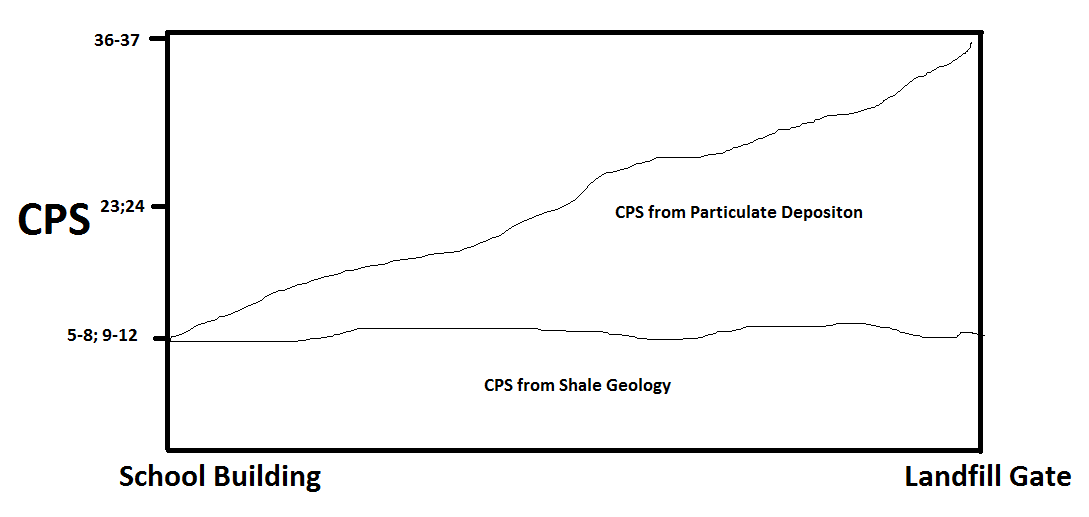 36-37
CPS
23;24
CPS from Particulate Depositon
5-8; 9-12
CPS from Shale Geology
School Building
Landfill Gate